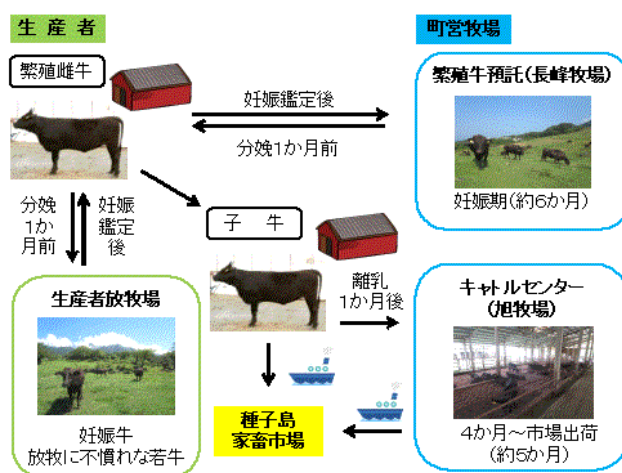 生産者
町営牧場
繁殖雌牛
繁殖牛預託(長峰牧場)
妊娠鑑定後
分娩1か月前
妊娠期(約6か月)
分娩
1か
月前
妊娠
鑑定
後
子 牛
離乳
1か月後
生産者放牧場
妊娠牛
放牧に不慣れな若牛
キャトルセンター
(旭牧場)
4か月~市場出荷
(約5か月)
種子島
家畜市場